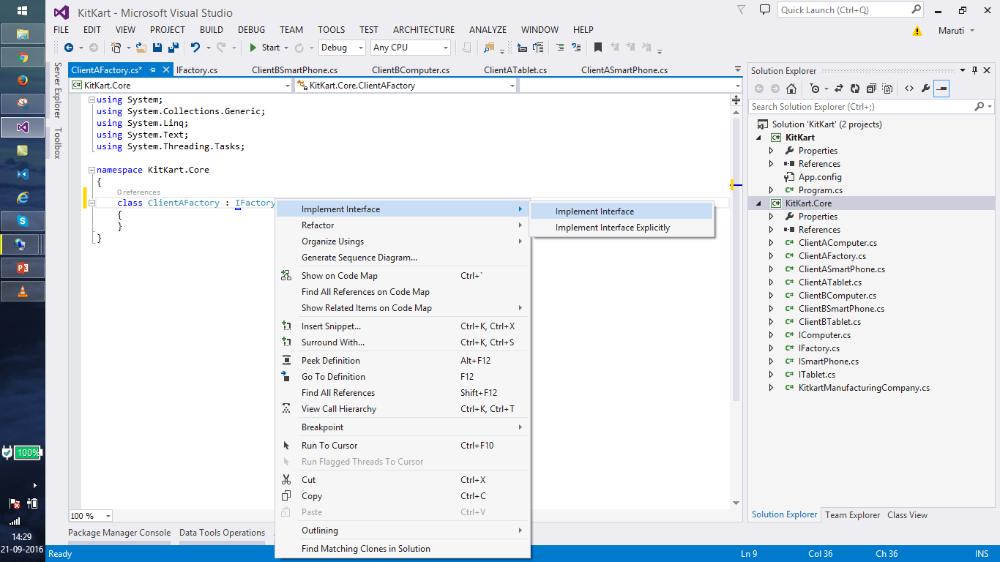 KitKart - Microsoft Visual Studio
Quick Launch (Ctrl+Q)
FILE EDIT VIEW PROJECT BUILD DEBUG TEAM TOOLS TEST ARCHITECTURE ANALYZE WINDOW HELP
Maruti
Start Debug Any CPU
Server Explorer
Toolbox
ClientAFactory.cs* IFactory.cs ClientBSmartPhone.cs ClientBComputer.cs ClientATablet.cs ClientASmartPhone.cs
KitKart.Core KitKart.Core.ClientAFactory
using System;
using System.Collections.Generic;
using System.Linq;
using System.Text;
using System.Threading.Tasks;
namespace KitKart.Core
{
0 references
class ClientAFactory : IFactory
{
}
}
Implement Interface
Refactor
Organize Usings
Generate Sequence Diagram...
Show on Code Map Ctrl+`
Find All References on Code Map
Show Related Items on Code Map
Insert Snippet... Ctrl+K, Ctrl+X
Surround With... Ctrl+K, Ctrl+S
Peek Definition Alt+F12
Go To Definition F12
Find All References Shift+F12
View Call Hierarchy Ctrl+K, Ctrl+T
Breakpoint
Run To Cursor Ctrl+F10
Run Flagged Threads To Cursor
Cut Ctrl+X
Copy Ctrl+C
Paste Ctrl+V
Outlining
Find Matching Clones in Solution
Implement Interface
Implement Interface Explicitly
Solution Explorer
Search Solution Explorer (Ctrl+;)
Solution 'KitKart' (2 projects)
C# KitKart
Properties
References
App.config
C# Program.cs
C# KitKart.Core
Properties
References
C# ClientAComputer.cs
C# ClientAFactory.cs
C# ClientASmartPhone.cs
C# ClientATablet.cs
C# ClientBComputer.cs
C# ClientBSmartPhone.cs
C# ClientBTablet.cs
C# IComputer.cs
C# IFactory.cs
C# ISmartPhone.cs
C# ITablet.cs
C# KitkartManufacturingCompany.cs
Solution Explorer Team Explorer Class View
100 %
Package Manager Console Data Tools Operations
Ready Ln 9 Col 36 Ch 36 INS
100%
14:29
21-09-2016